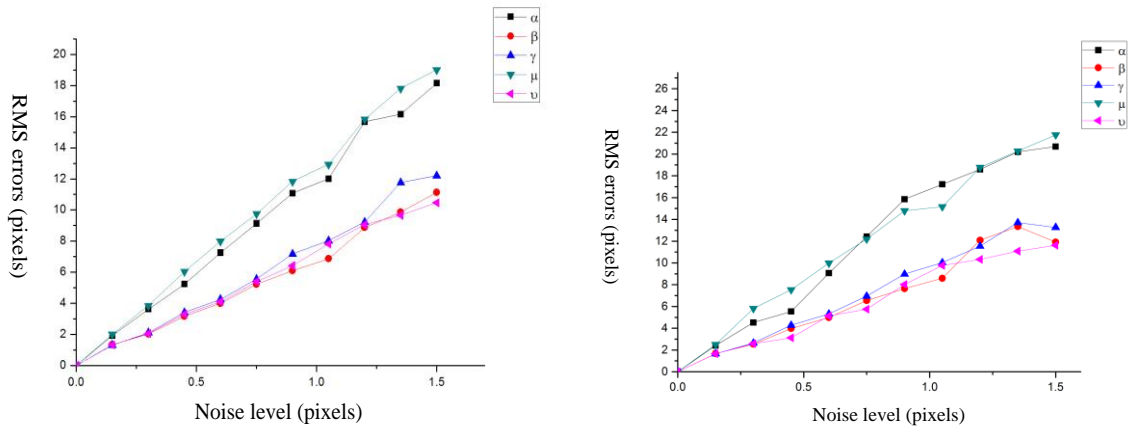 α
β
γ
μ
υ
20
18
16
14
12
10
8
6
4
2
0
0.0 0.5 1.0 1.5
RMS errors (pixels)
Noise level (pixels)
α
β
γ
μ
υ
26
24
22
20
18
16
14
12
10
8
6
4
2
0
0.0 0.5 1.0 1.5
RMS errors (pixels)
Noise level (pixels)